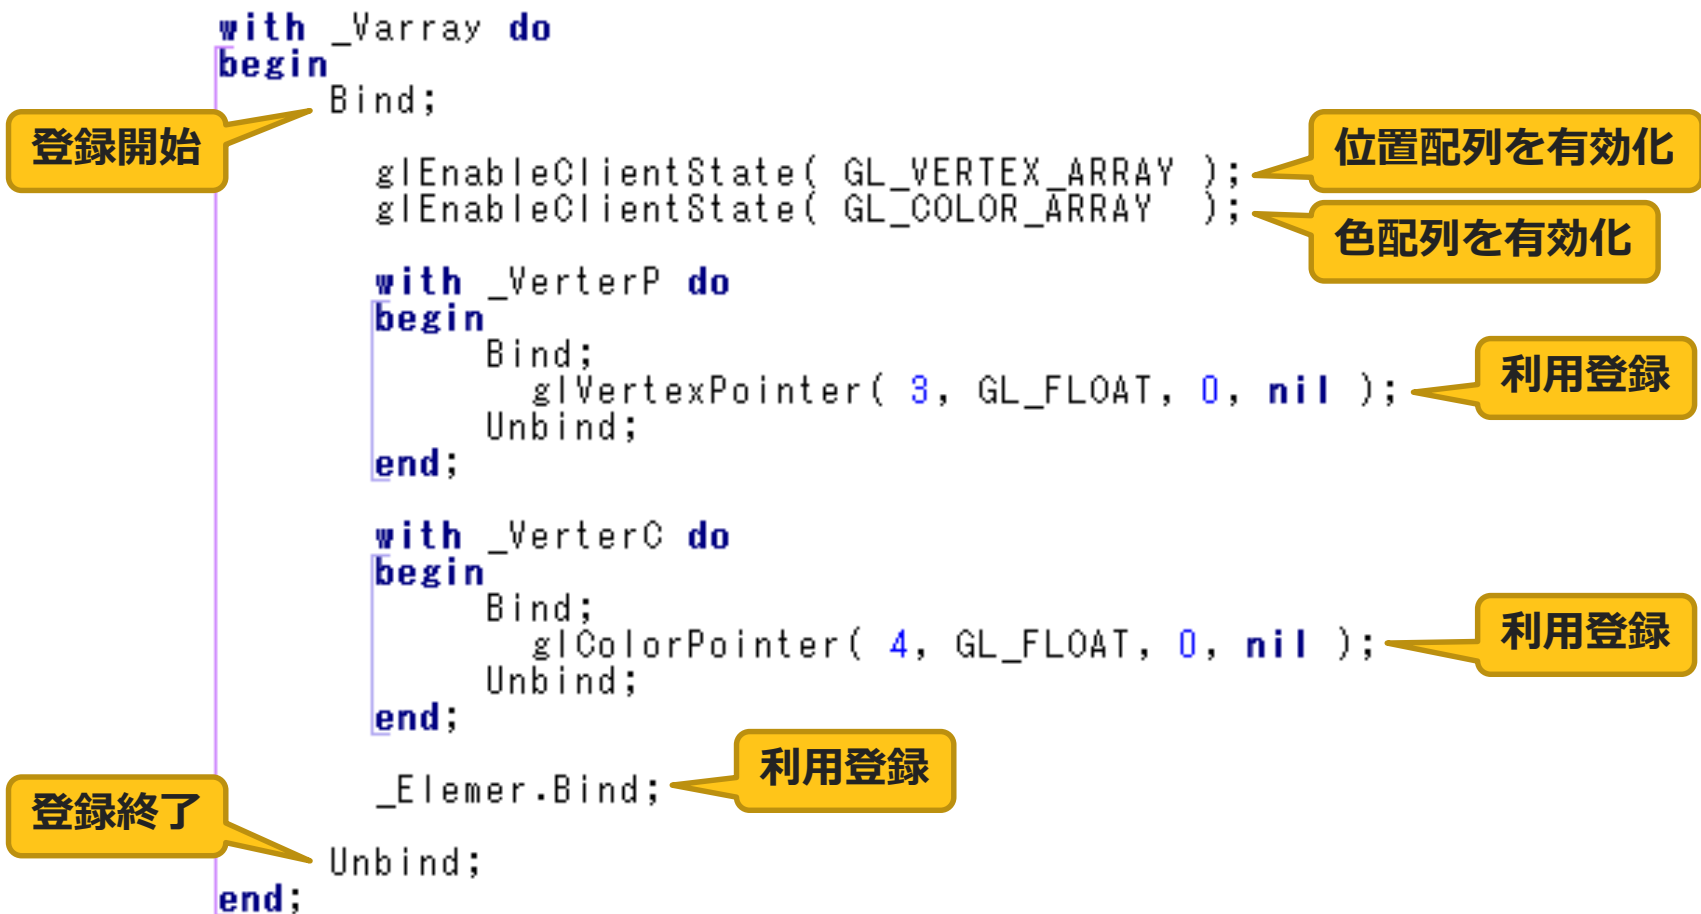 with _Varray do
begin
Bind;
登録開始
glEnableClientState( GL_VERTEX_ARRAY );
位置配列を有効化
glEnableClientState( GL_COLOR_ARRAY  );
色配列を有効化
with _VerterP do
begin
Bind;
glVertexPointer( 3, GL_FLOAT, 0, nil );
利用登録
Unbind;
end;
with _VerterC do
begin
Bind;
glColorPointer( 4, GL_FLOAT, 0, nil );
利用登録
Unbind;
end;
_Elemer.Bind;
利用登録
登録終了
Unbind;
end;